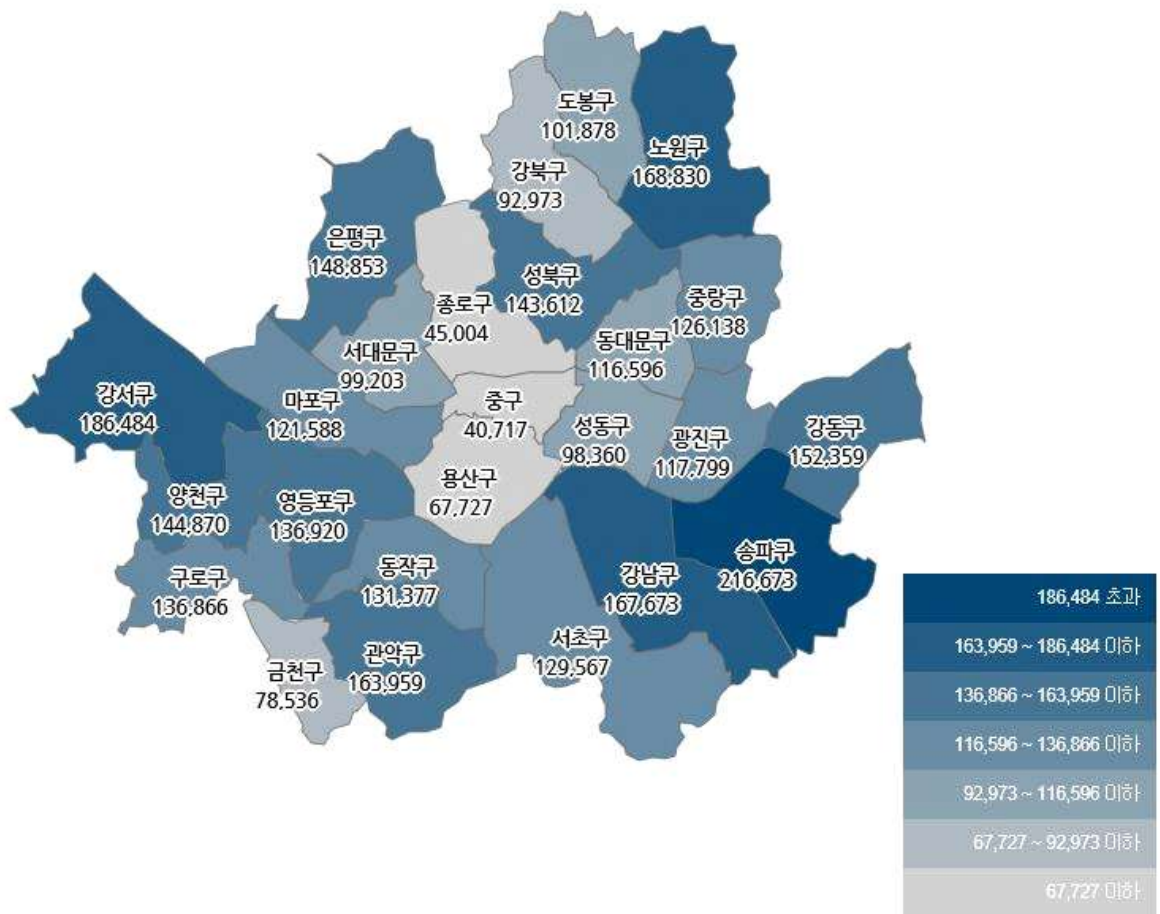 도봉구
101,878
노원구
168,830
강북구
92,973
은평구
148,853
성북구
143,612
중랑구
126,138
종로구
45,004
동대문구
116,596
서대문구
99,203
강서구
186,484
마포구
121,588
중구
40,717
성동구
98,360
광진구
117,799
강동구
152,359
용산구
67,727
양천구
144,870
영등포구
136,920
송파구
216,673
구로구
136,866
동작구
131,377
강남구
167,673
서초구
129,567
금천구
78,536
관악구
163,959
186,484 초과
163,959 ~ 186,484 이하
136,866 ~ 163,959 이하
116,596 ~ 136,866 이하
92,973 ~ 116,596 이하
67,727 ~ 92,973 이하
67,727 이하